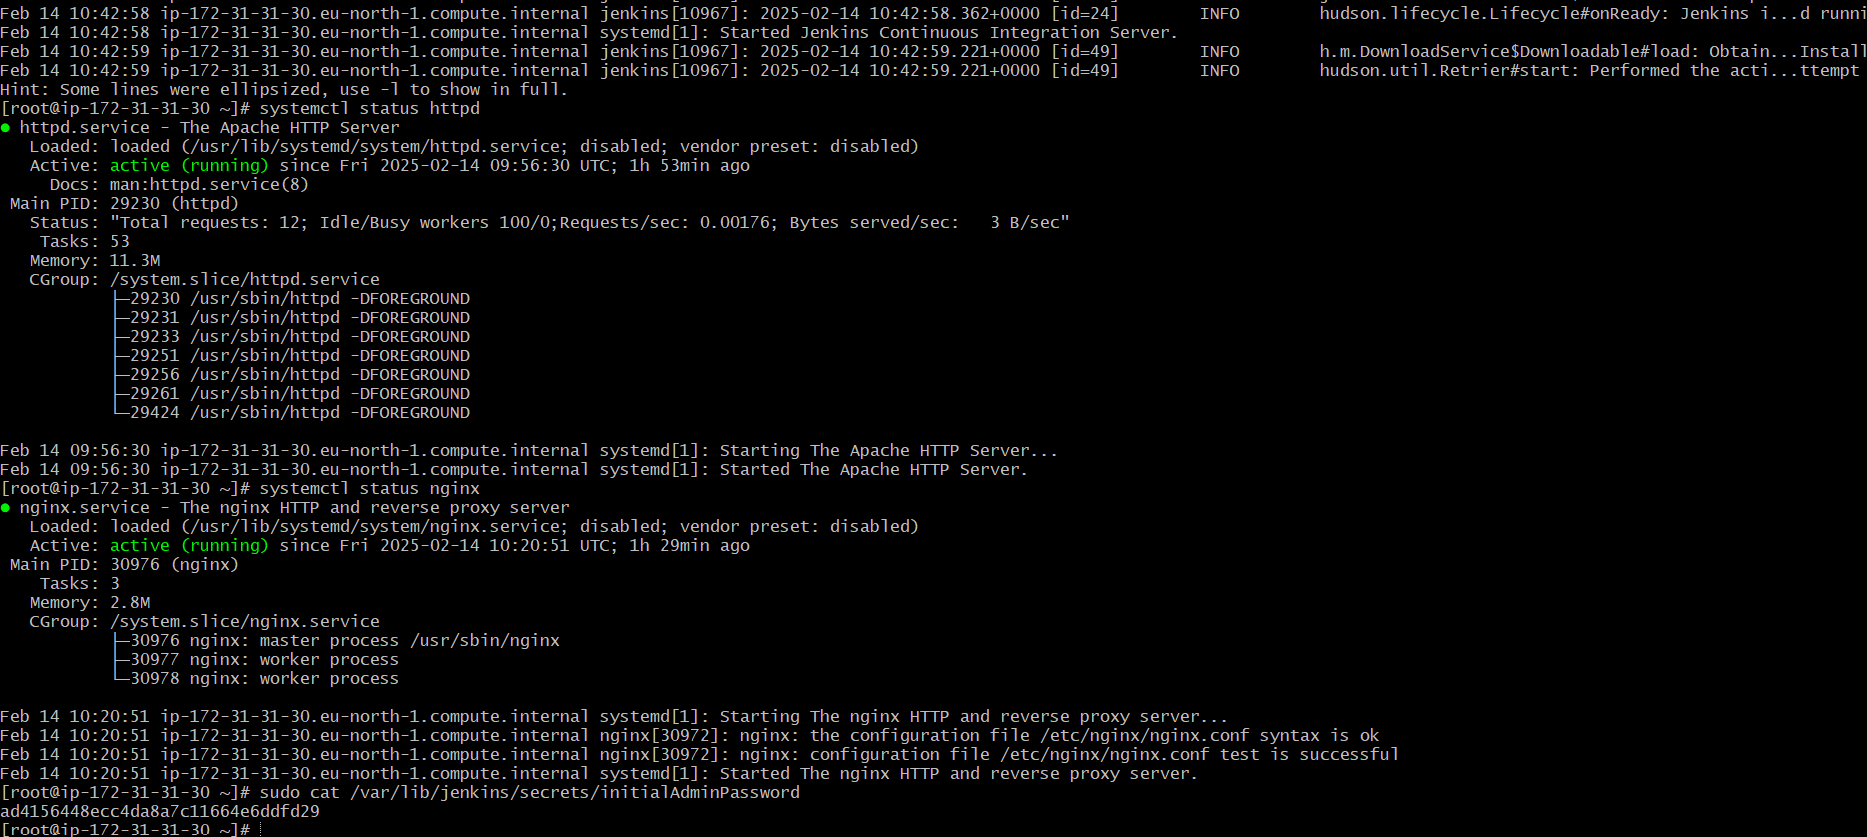 Feb 14 10:42:58 ip-172-31-31-30.eu-north-1.compute.internal jenkins[10967]: 2025-02-14 10:42:58.362+0000 [id=24]        INFO        hudson.lifecycle.Lifecycle#onReady: Jenkins i...d runni
Feb 14 10:42:58 ip-172-31-31-30.eu-north-1.compute.internal systemd[1]: Started Jenkins Continuous Integration Server.
Feb 14 10:42:59 ip-172-31-31-30.eu-north-1.compute.internal jenkins[10967]: 2025-02-14 10:42:59.221+0000 [id=49]        INFO        h.m.DownloadService$Downloadable#load: Obtain...Install
Feb 14 10:42:59 ip-172-31-31-30.eu-north-1.compute.internal jenkins[10967]: 2025-02-14 10:42:59.221+0000 [id=49]        INFO        hudson.util.Retrier#start: Performed the acti...ttempt
Hint: Some lines were ellipsized, use -l to show in full.
[root@ip-172-31-31-30 ~]# systemctl status httpd
● httpd.service - The Apache HTTP Server
   Loaded: loaded (/usr/lib/systemd/system/httpd.service; disabled; vendor preset: disabled)
   Active: active (running) since Fri 2025-02-14 09:56:30 UTC; 1h 53min ago
     Docs: man:httpd.service(8)
 Main PID: 29230 (httpd)
   Status: "Total requests: 12; Idle/Busy workers 100/0;Requests/sec: 0.00176; Bytes served/sec:   3 B/sec"
    Tasks: 53
   Memory: 11.3M
   CGroup: /system.slice/httpd.service
           ├─29230 /usr/sbin/httpd -DFOREGROUND
           ├─29231 /usr/sbin/httpd -DFOREGROUND
           ├─29233 /usr/sbin/httpd -DFOREGROUND
           ├─29251 /usr/sbin/httpd -DFOREGROUND
           ├─29256 /usr/sbin/httpd -DFOREGROUND
           ├─29261 /usr/sbin/httpd -DFOREGROUND
           └─29424 /usr/sbin/httpd -DFOREGROUND
Feb 14 09:56:30 ip-172-31-31-30.eu-north-1.compute.internal systemd[1]: Starting The Apache HTTP Server...
Feb 14 09:56:30 ip-172-31-31-30.eu-north-1.compute.internal systemd[1]: Started The Apache HTTP Server.
[root@ip-172-31-31-30 ~]# systemctl status nginx
● nginx.service - The nginx HTTP and reverse proxy server
   Loaded: loaded (/usr/lib/systemd/system/nginx.service; disabled; vendor preset: disabled)
   Active: active (running) since Fri 2025-02-14 10:20:51 UTC; 1h 29min ago
 Main PID: 30976 (nginx)
    Tasks: 3
   Memory: 2.8M
   CGroup: /system.slice/nginx.service
           ├─30976 nginx: master process /usr/sbin/nginx
           ├─30977 nginx: worker process
           └─30978 nginx: worker process
Feb 14 10:20:51 ip-172-31-31-30.eu-north-1.compute.internal systemd[1]: Starting The nginx HTTP and reverse proxy server...
Feb 14 10:20:51 ip-172-31-31-30.eu-north-1.compute.internal nginx[30972]: nginx: the configuration file /etc/nginx/nginx.conf syntax is ok
Feb 14 10:20:51 ip-172-31-31-30.eu-north-1.compute.internal nginx[30972]: nginx: configuration file /etc/nginx/nginx.conf test is successful
Feb 14 10:20:51 ip-172-31-31-30.eu-north-1.compute.internal systemd[1]: Started The nginx HTTP and reverse proxy server.
[root@ip-172-31-31-30 ~]# sudo cat /var/lib/jenkins/secrets/initialAdminPassword
ad4156448ecc4da8a7c11664e6ddfd29
[root@ip-172-31-31-30 ~]#